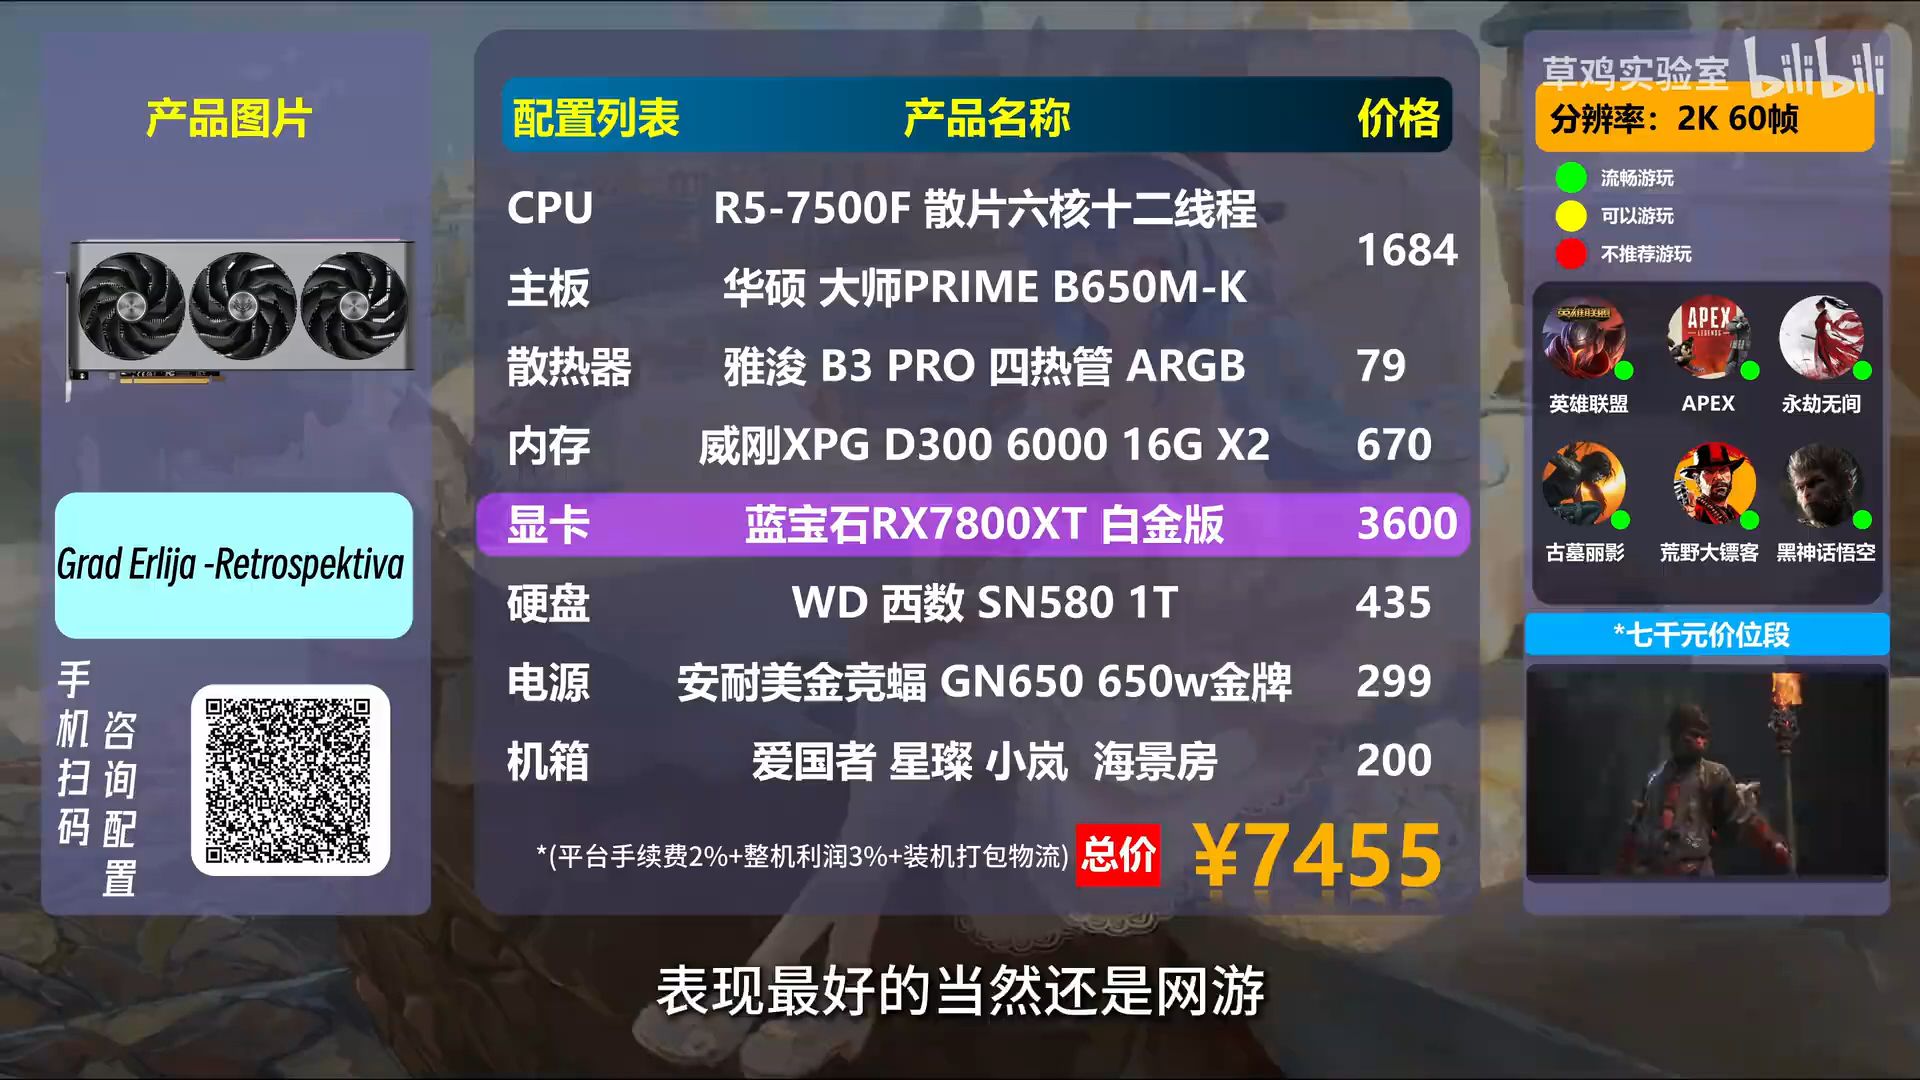 产品图片
Grad Erlija -Retrospektiva
手机扫码
咨询配置
配置列表 产品名称 价格
CPU R5-7500F 散片六核十二线程
1684
主板 华硕 大师PRIME B650M-K
散热器 雅浚 B3 PRO 四热管 ARGB 79
内存 威刚XPG D300 6000 16G X2 670
显卡 蓝宝石RX7800XT 白金版 3600
硬盘 WD 西数 SN580 1T 435
电源 安耐美金竞蝠 GN650 650w金牌 299
机箱 爱国者 星璨 小岚 海景房 200
*(平台手续费2%+整机利润3%+装机打包物流) 总价 ¥7455
草鸡实验室 bilibili
分辨率：2K 60帧
流畅游玩
可以游玩
不推荐游玩
英雄联盟
APEX
LEGENDS
英雄联盟 APEX 永劫无间
古墓丽影 荒野大镖客 黑神话悟空
*七千元价位段
表现最好的当然还是网游